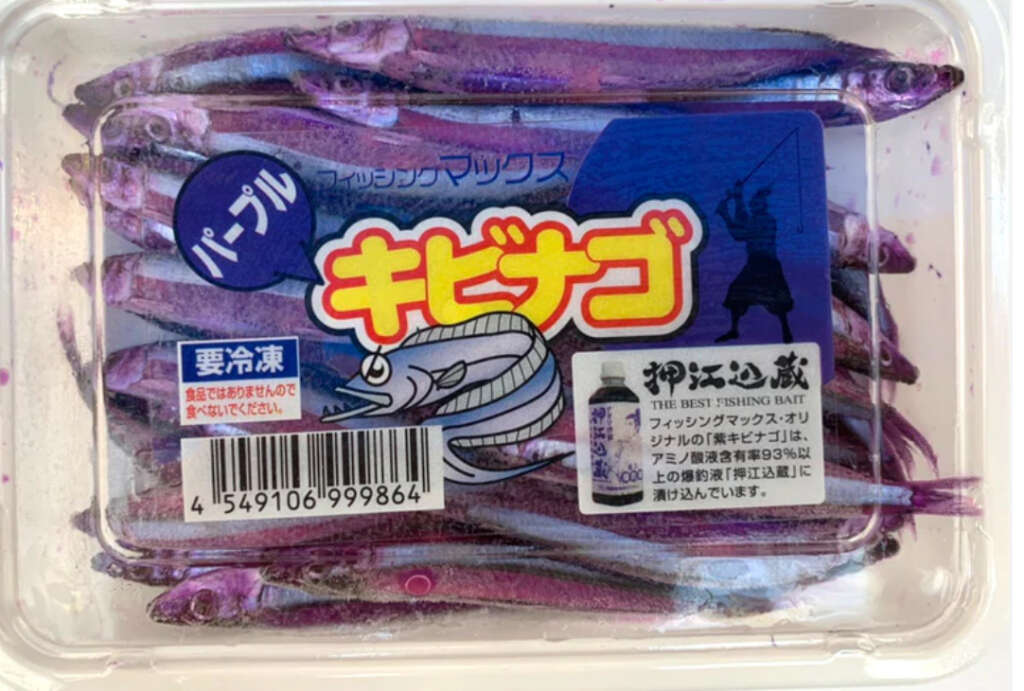 フィッシングマックス
パープル
キビナゴ
要冷凍
食品ではありませんので
食べないでください。
4 549106 999864
押江込蔵
THE BEST FISHING BAIT
フィッシングマックス・オリ
ジナルの「紫キビナゴ」は、
アミノ酸液含有率93%以
上の爆釣液「押江込蔵」に
漬け込んでいます。
押江込蔵
1000